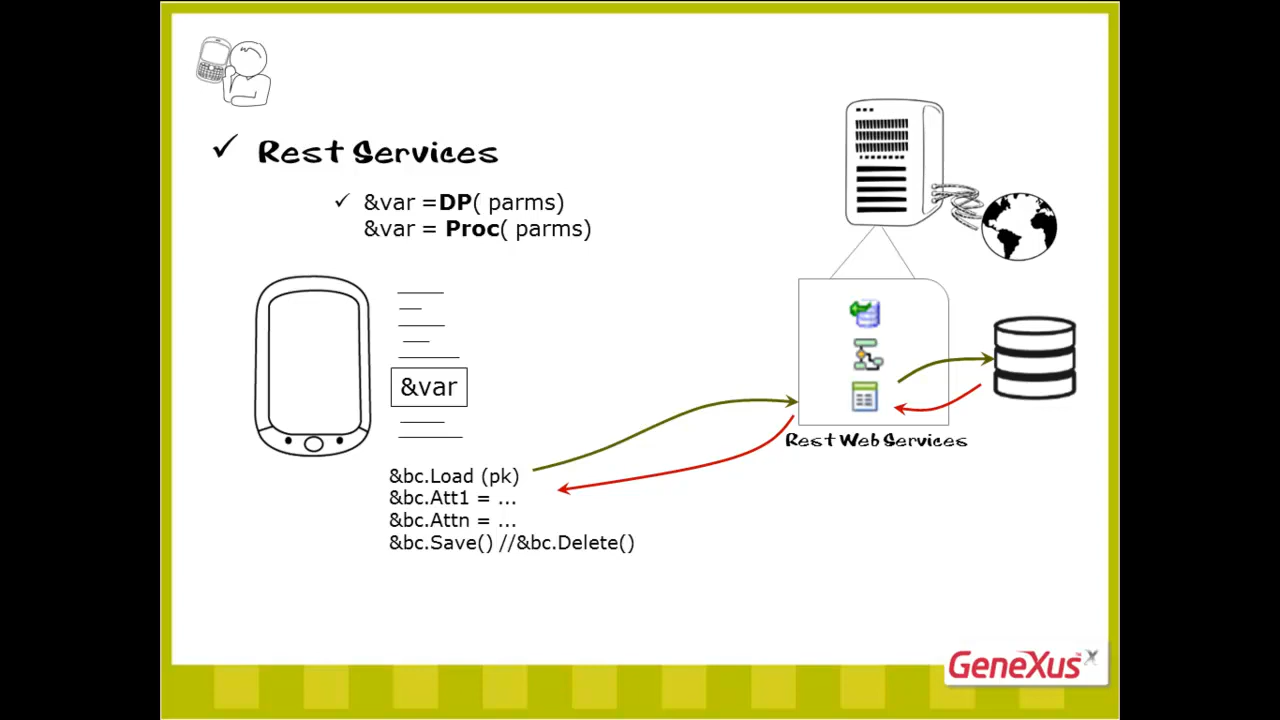 Rest Services
&var =DP( parms)
&var = Proc( parms)
&var
&bc.Load (pk)
&bc.Att1 = ...
&bc.Attn = ...
&bc.Save() //&bc.Delete()
Rest Web Services
GeneXus™ X